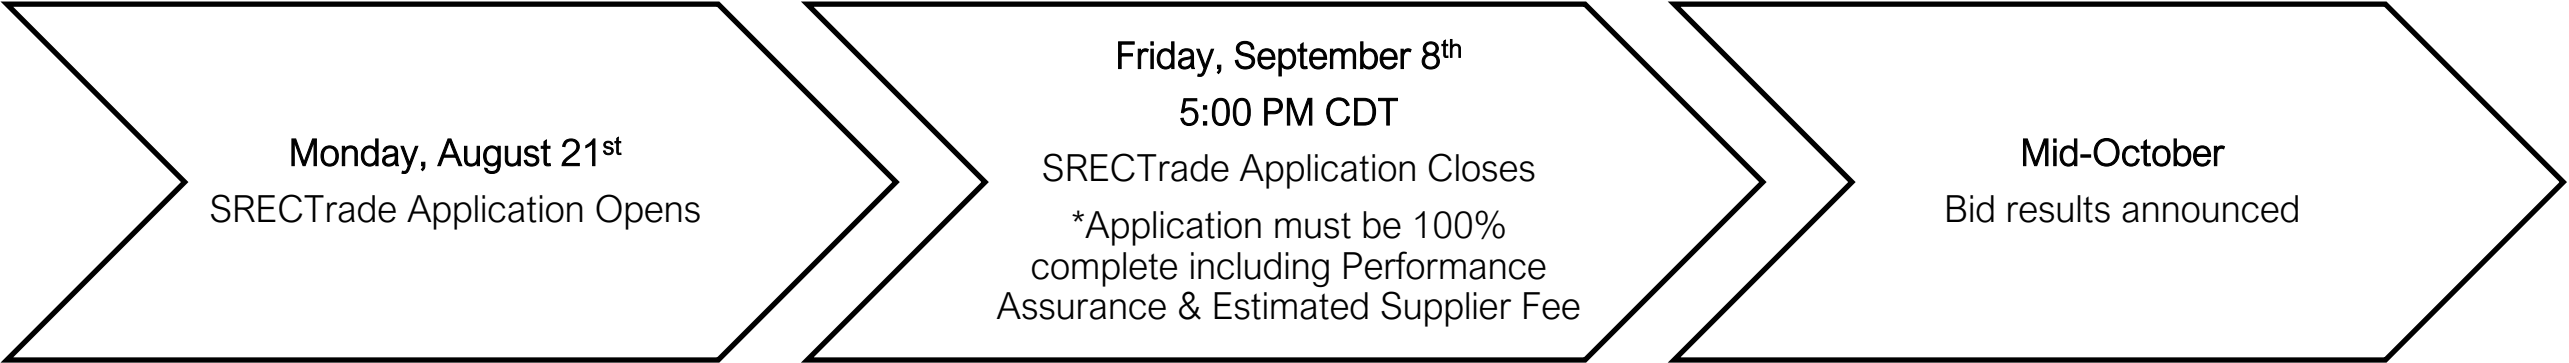 Monday, August 21st
SRECTrade Application Opens
Friday, September 8th
5:00 PM CDT
SRECTrade Application Closes
*Application must be 100%
complete including Performance
Assurance & Estimated Supplier Fee
Mid-October
Bid results announced